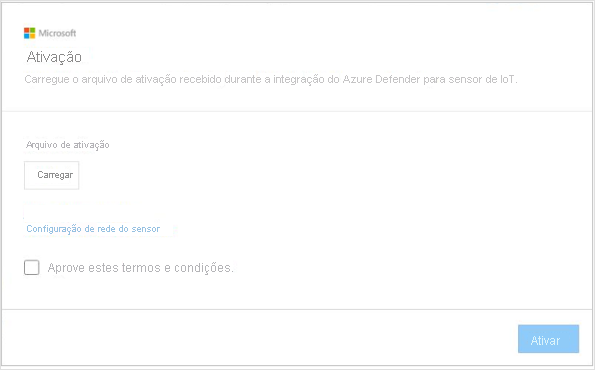 Microsoft
Ativação
Carregue o arquivo de ativação recebido durante a integração do Azure Defender para sensor de IoT.
Arquivo de ativação
Carregar
Configuração de rede do sensor
Aprove estes termos e condições.
Ativar